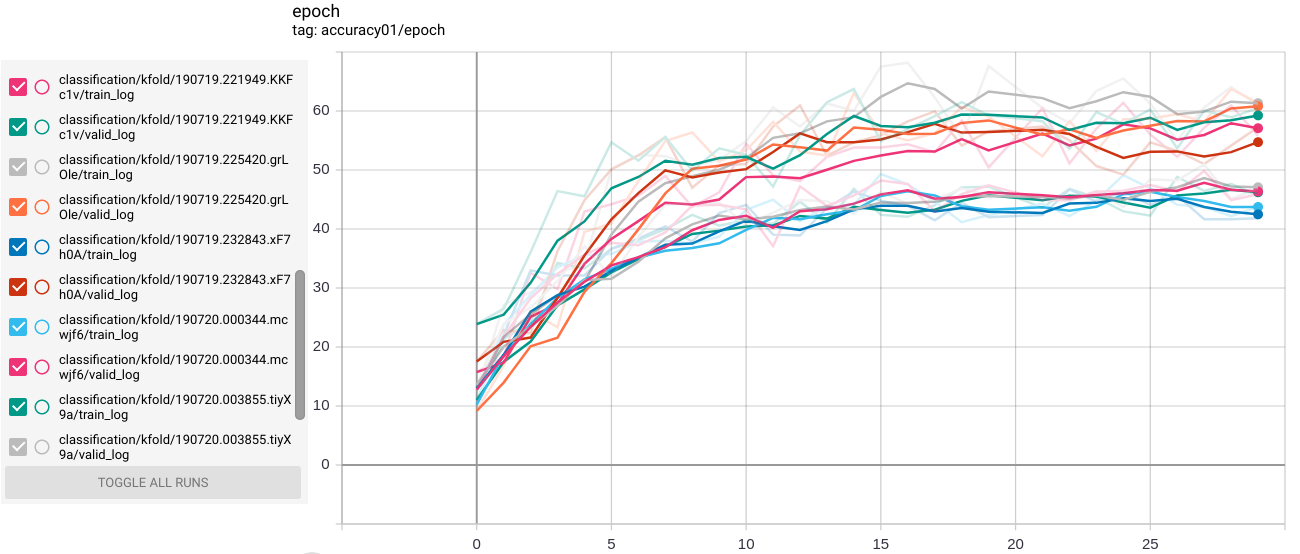 epoch
tag: accuracy01/epoch
classification/kfold/190719.221949.KKF
c1v/train_log
classification/kfold/190719.221949.KKF
c1v/valid_log
classification/kfold/190719.225420.grL
Ole/train_log
classification/kfold/190719.225420.grL
Ole/valid_log
classification/kfold/190719.232843.xF7
h0A/train_log
classification/kfold/190719.232843.xF7
h0A/valid_log
classification/kfold/190720.000344.mc
wjf6/train_log
classification/kfold/190720.000344.mc
wjf6/valid_log
classification/kfold/190720.003855.tiyX
9a/train_log
classification/kfold/190720.003855.tiyX
9a/valid_log
TOGGLE ALL RUNS
60
50
40
30
20
10
0
0 5 10 15 20 25